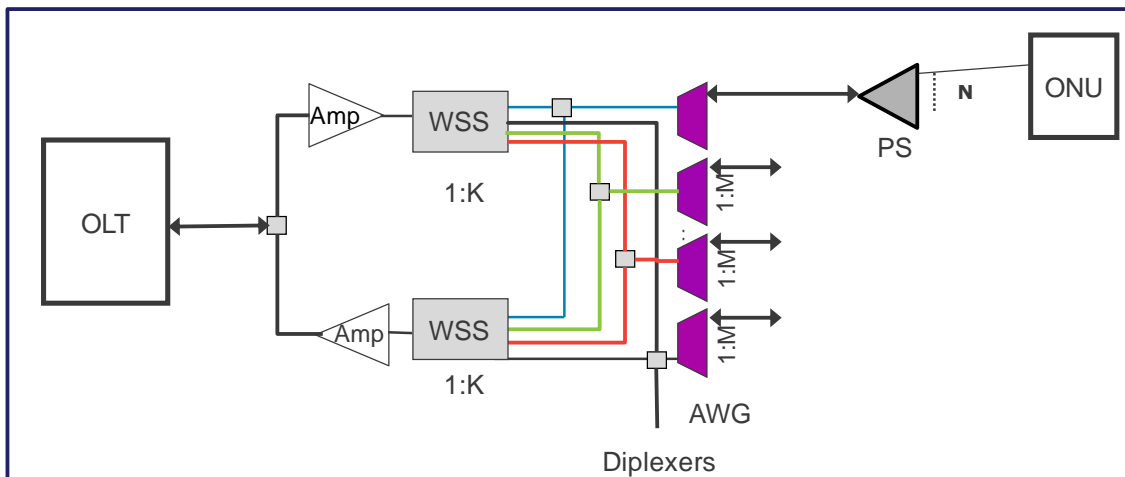 Amp
WSS
1:K
OLT
Amp
WSS
1:K
N
ONU
PS
1:M
1:M
1:M
AWG
Diplexers